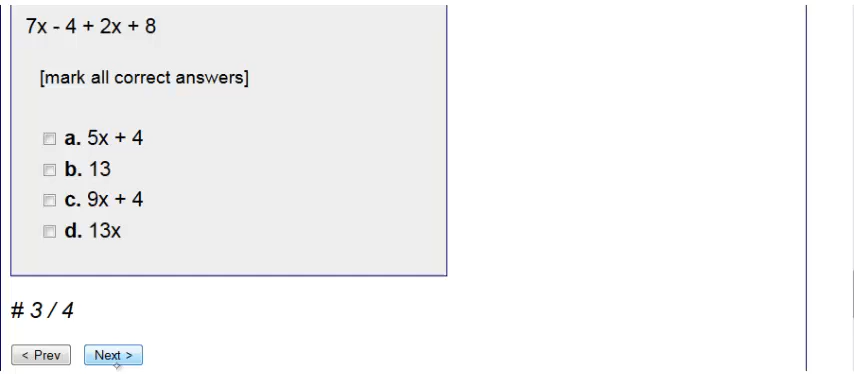 7x - 4 + 2x + 8
[mark all correct answers]
a. 5x + 4
b. 13
c. 9x + 4
d. 13x
# 3 / 4
< Prev Next >